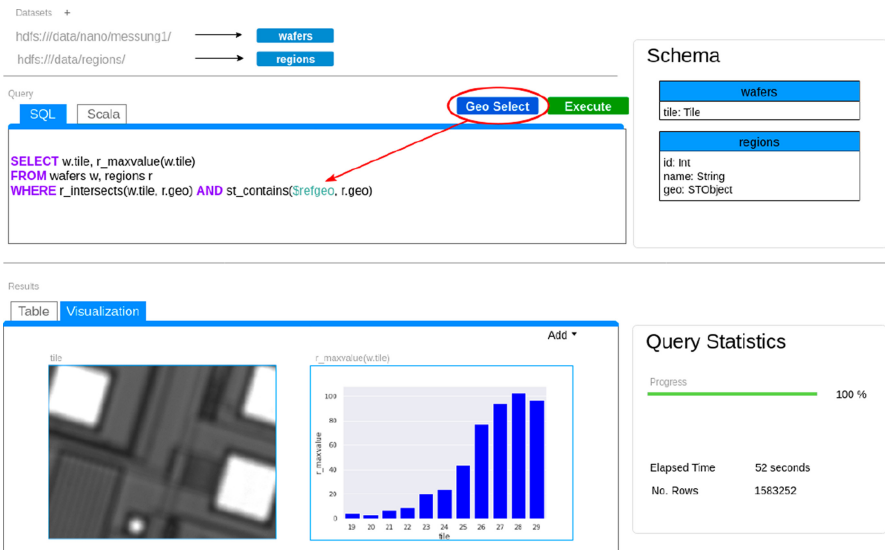 Datasets +
hdfs:///data/nano/messung1/ wafers
hdfs:///data/regions/ regions
Query
SQL Scala Geo Select Execute
SELECT w.tile, r_maxvalue(w.tile)
FROM wafers w, regions r
WHERE r_intersects(w.tile, r.geo) AND st_contains($refgeo, r.geo)
Schema
wafers
tile: Tile
regions
id: Int
name: String
geo: STObject
Results
Table Visualization
Add
tile
r_maxvalue(w.tile)
r_maxvalue
100
80
60
40
20
0
19 20 21 22 23 24 25 26 27 28 29
tile
Query Statistics
Progress
100 %
Elapsed Time 52 seconds
No. Rows 1583252